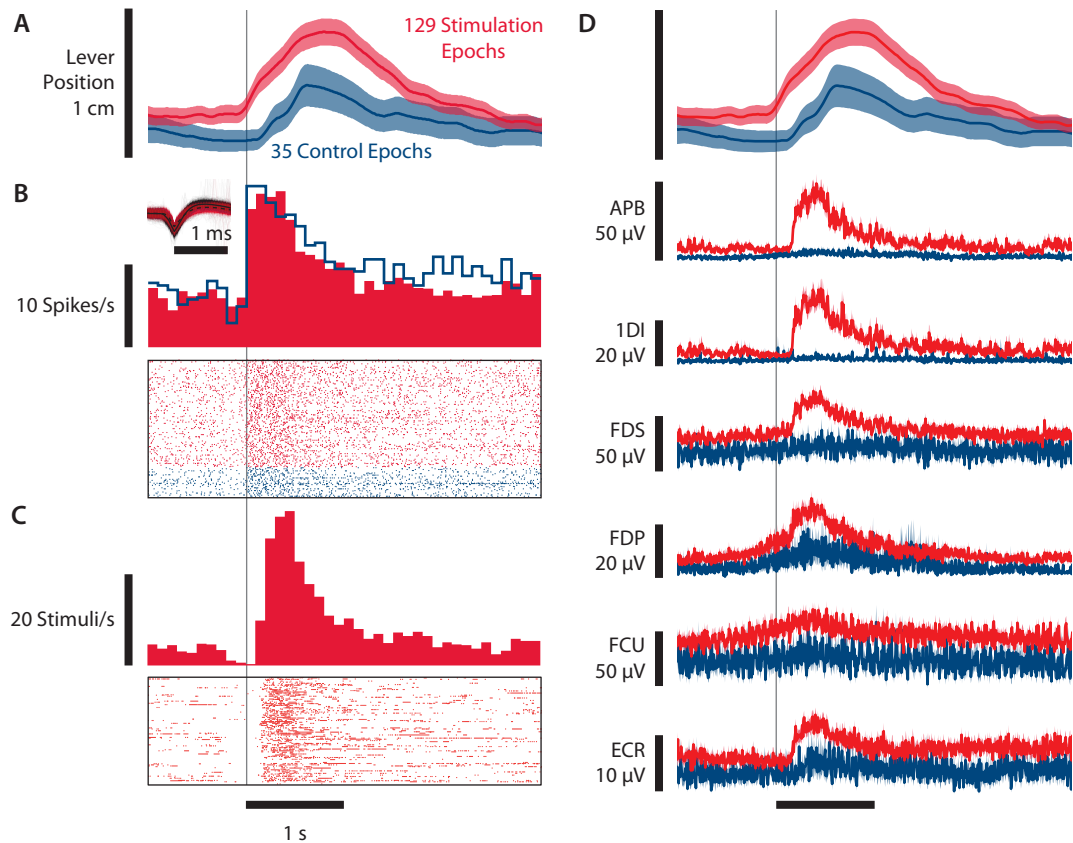 A
Lever
Position
1 cm
129 Stimulation
Epochs
35 Control Epochs
B
1 ms
10 Spikes/s
C
20 Stimuli/s
1 s
D
APB
50 µV
1DI
20 µV
FDS
50 µV
FDP
20 µV
FCU
50 µV
ECR
10 µV